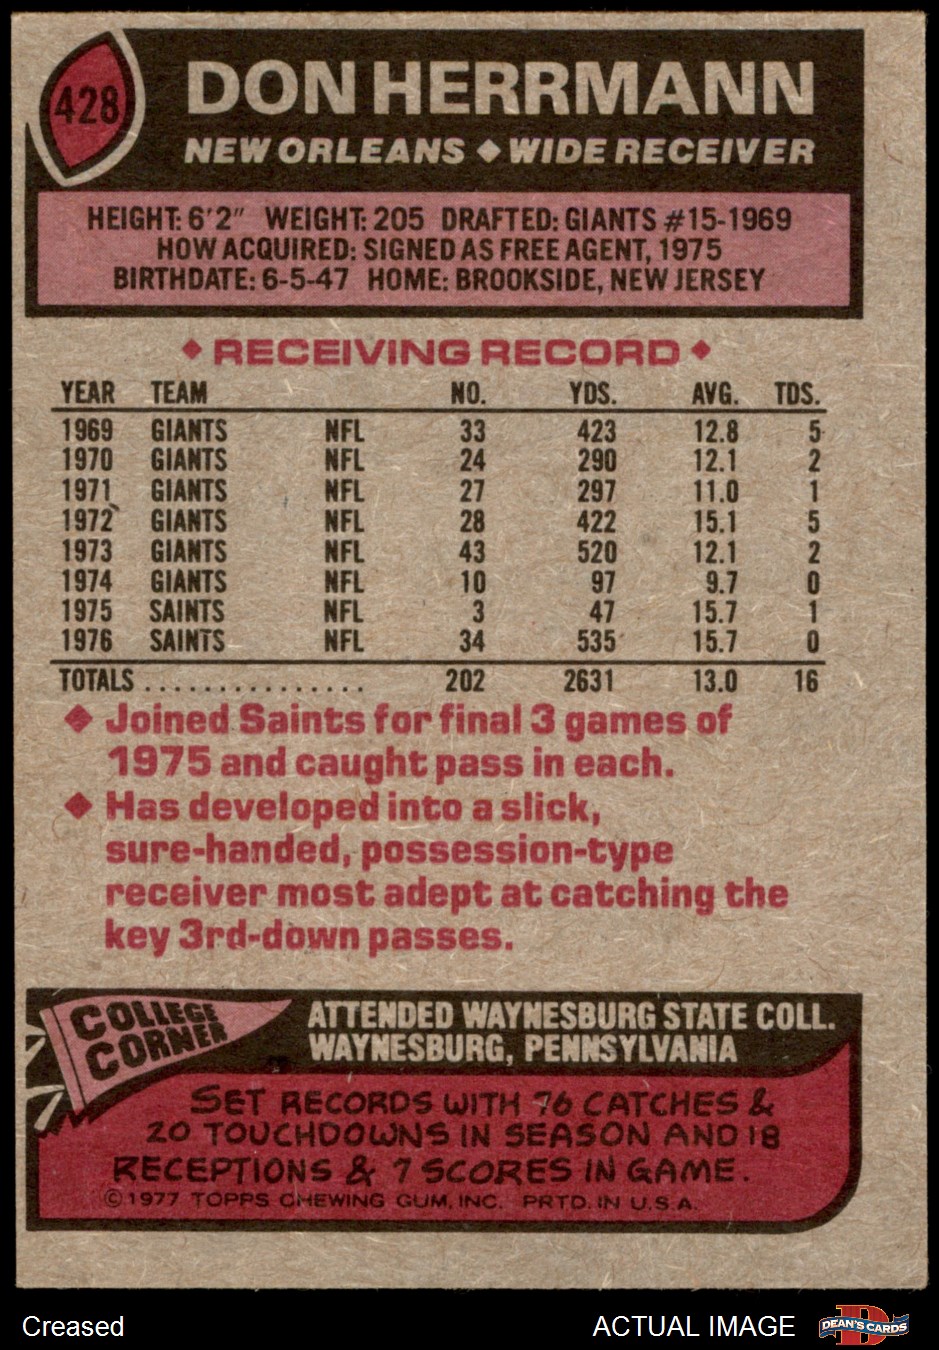 428
DON HERRMANN
NEW ORLEANS ◆ WIDE RECEIVER
HEIGHT: 6'2" WEIGHT: 205 DRAFTED: GIANTS #15-1969
HOW ACQUIRED: SIGNED AS FREE AGENT, 1975
BIRTHDATE: 6-5-47 HOME: BROOKSIDE, NEW JERSEY
◆ RECEIVING RECORD ◆
YEAR TEAM NO. YDS. AVG. TDS.
1969 GIANTS NFL 33 423 12.8 5
1970 GIANTS NFL 24 290 12.1 2
1971 GIANTS NFL 27 297 11.0 1
1972 GIANTS NFL 28 422 15.1 5
1973 GIANTS NFL 43 520 12.1 2
1974 GIANTS NFL 10 97 9.7 0
1975 SAINTS NFL 3 47 15.7 1
1976 SAINTS NFL 34 535 15.7 0
TOTALS ............... 202 2631 13.0 16
◆ Joined Saints for final 3 games of
1975 and caught pass in each.
◆ Has developed into a slick,
sure-handed, possession-type
receiver most adept at catching the
key 3rd-down passes.
COLLEGE
CORNER
ATTENDED WAYNESBURG STATE COLL.
WAYNESBURG, PENNSYLVANIA
SET RECORDS WITH 76 CATCHES &
20 TOUCHDOWNS IN SEASON AND 18
RECEPTIONS & 7 SCORES IN GAME.
© 1977 TOPPS CHEWING GUM, INC. PRTD. IN U.S.A.
Creased
ACTUAL IMAGE
D
DEAN'S CARDS